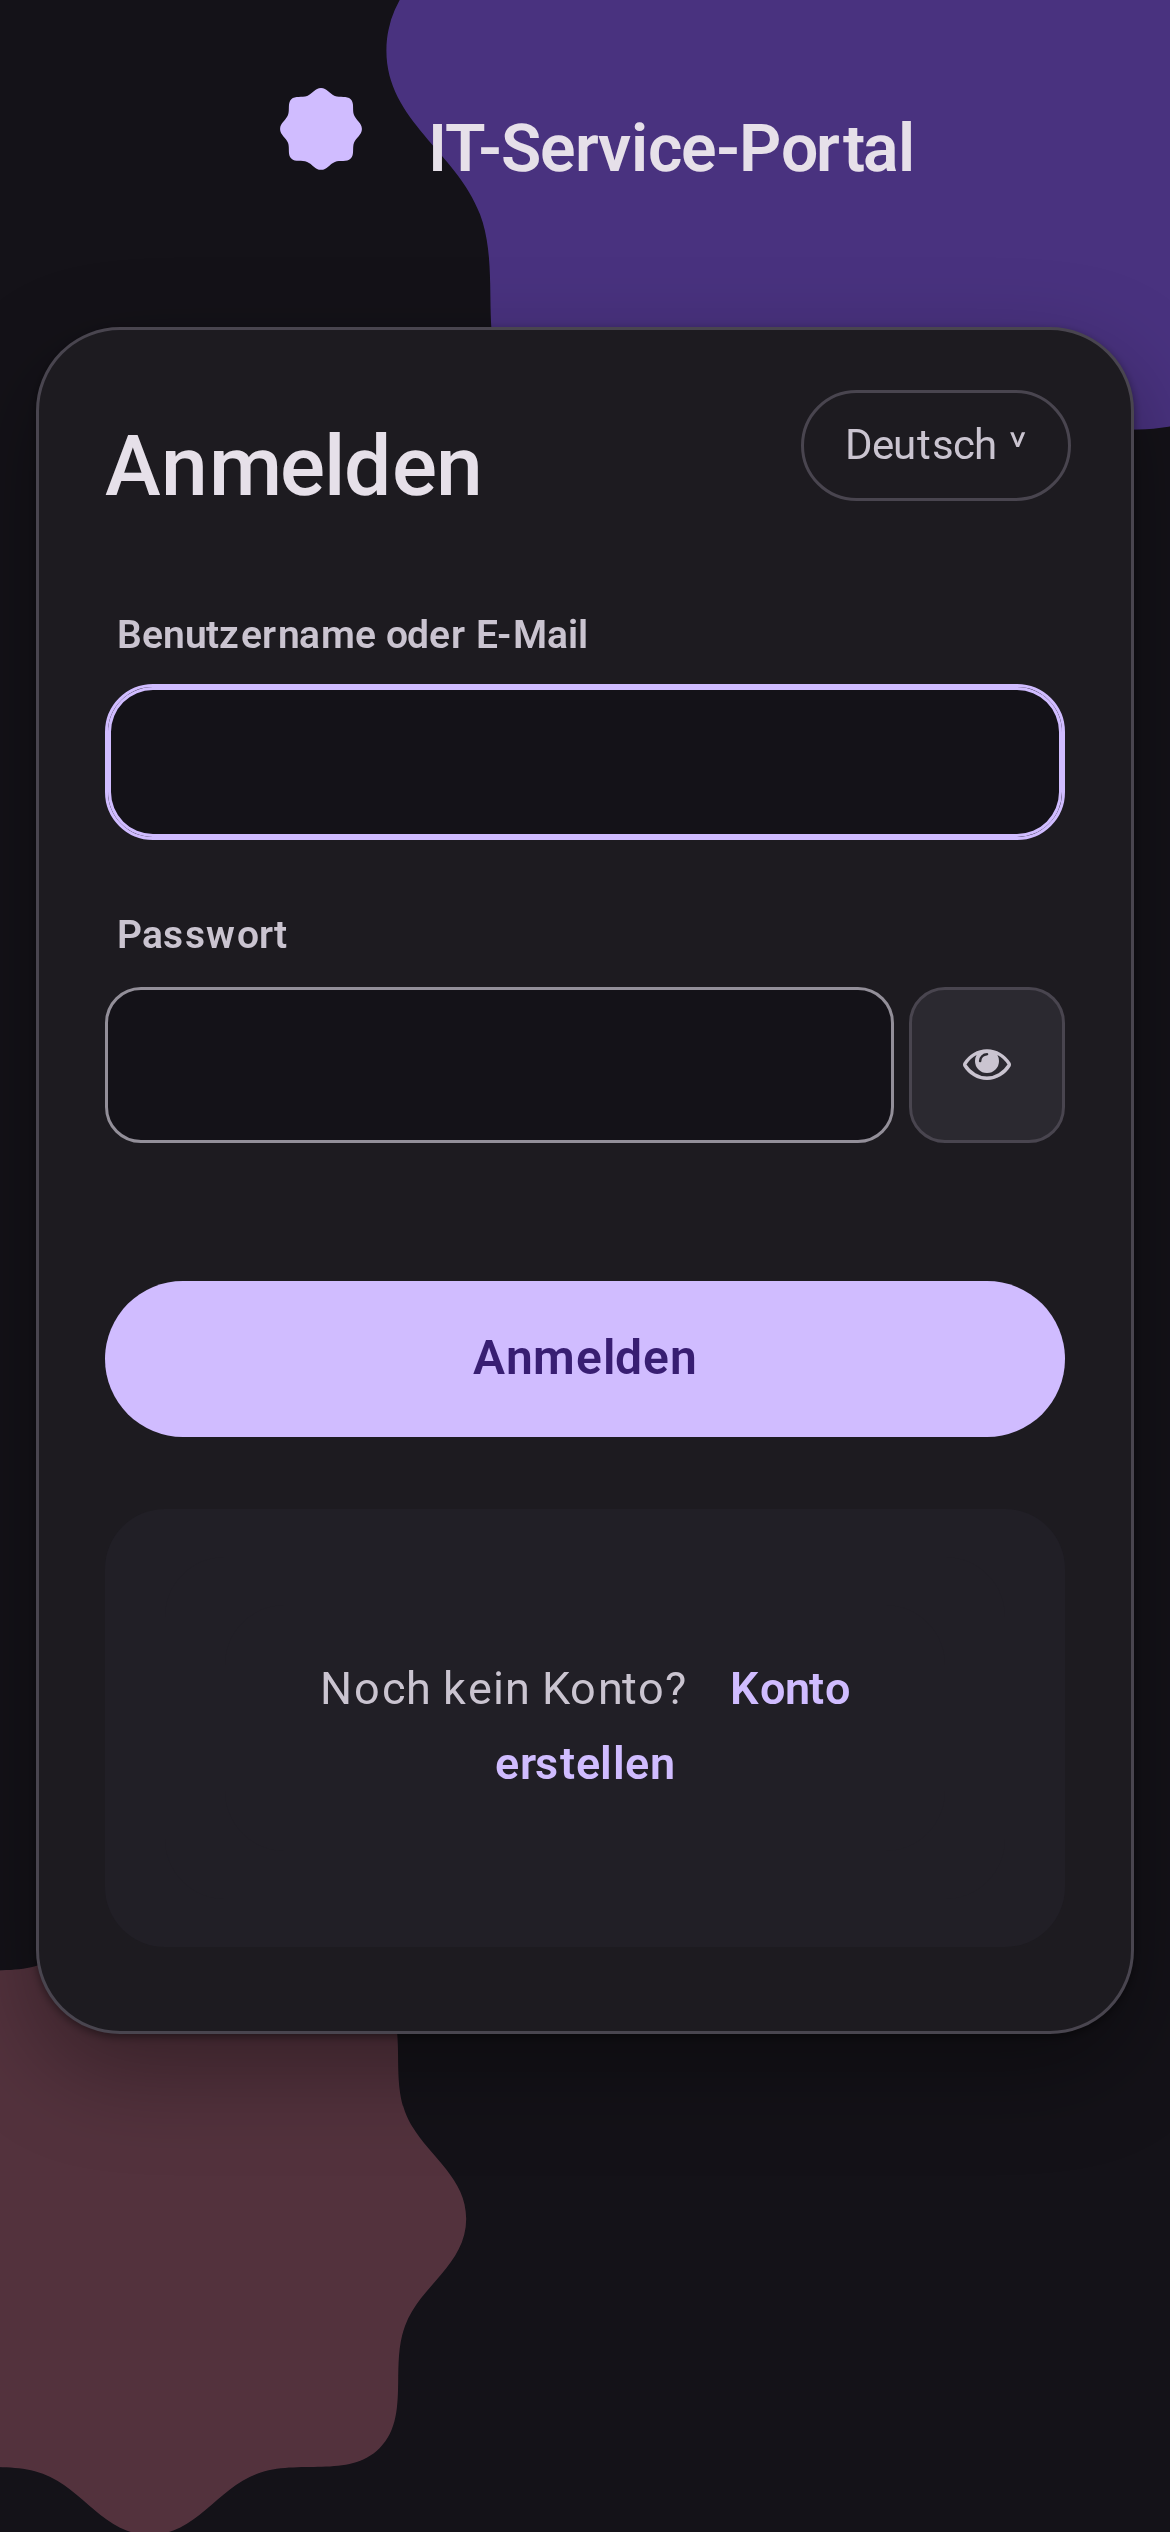 IT-Service-Portal
Anmelden
Deutsch
Benutzername oder E-Mail
Passwort
Anmelden
Noch kein Konto? Konto
erstellen